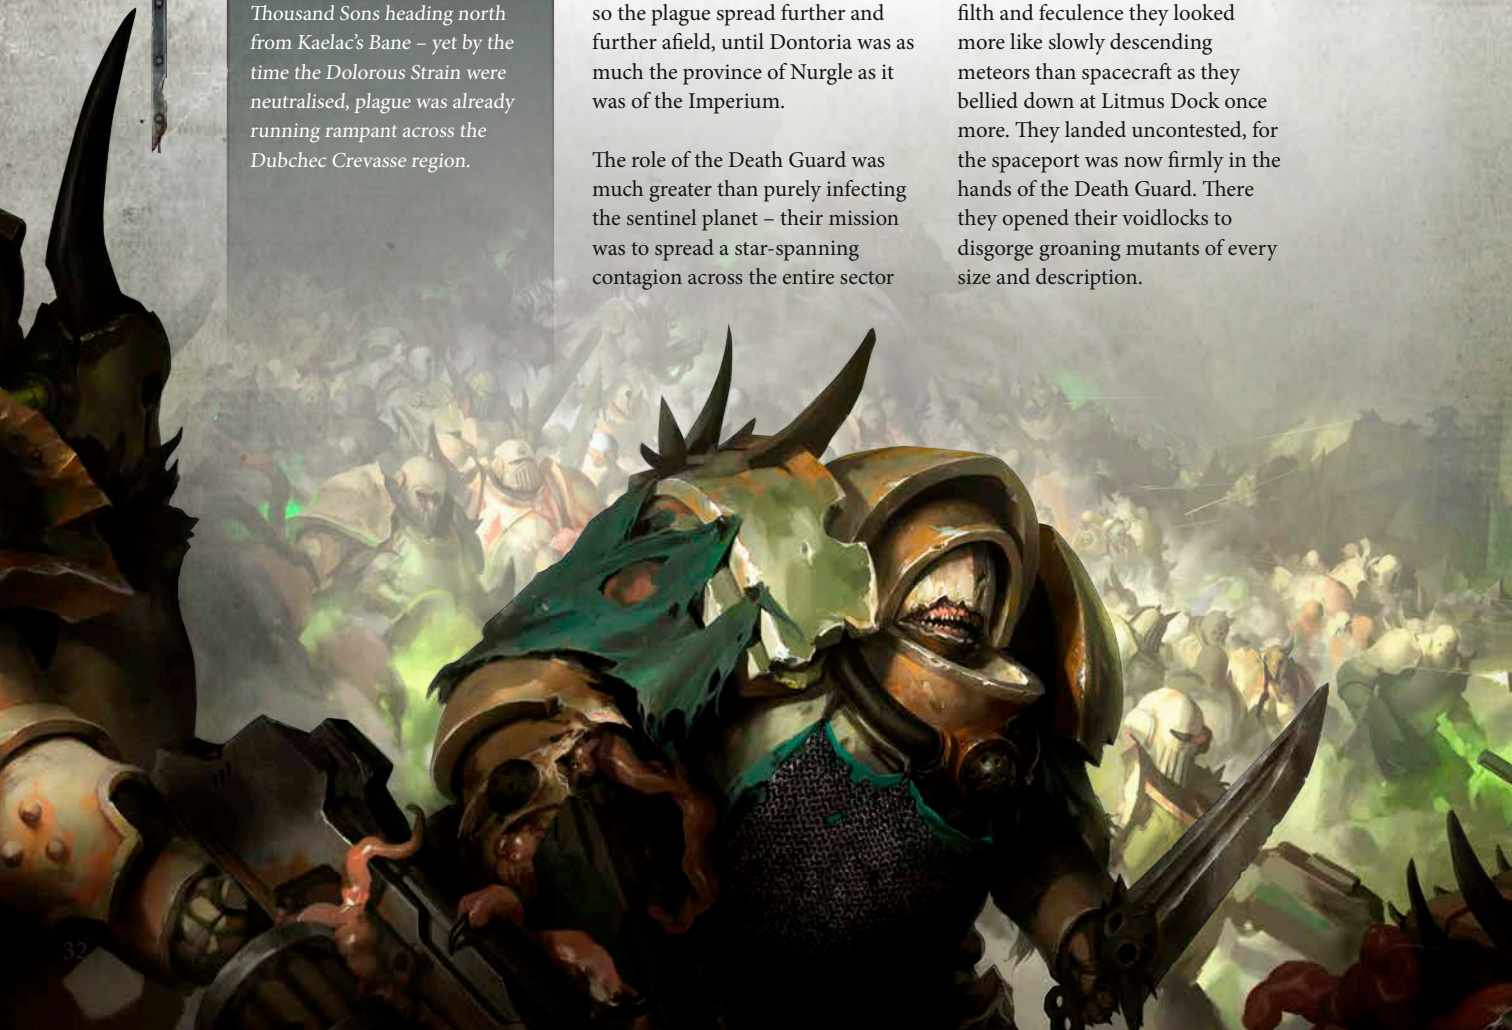 Thousand Sons heading north
from Kaelac’s Bane – yet by the
time the Dolorous Strain were
neutralised, plague was already
running rampant across the
Dubchec Crevasse region.
so the plague spread further and
further afield, until Dontoria was as
much the province of Nurgle as it
was of the Imperium.
The role of the Death Guard was
much greater than purely infecting
the sentinel planet – their mission
was to spread a star-spanning
contagion across the entire sector
filth and feculence they looked
more like slowly descending
meteors than spacecraft as they
bellied down at Litmus Dock once
more. They landed uncontested, for
the spaceport was now firmly in the
hands of the Death Guard. There
they opened their voidlocks to
disgorge groaning mutants of every
size and description.
32